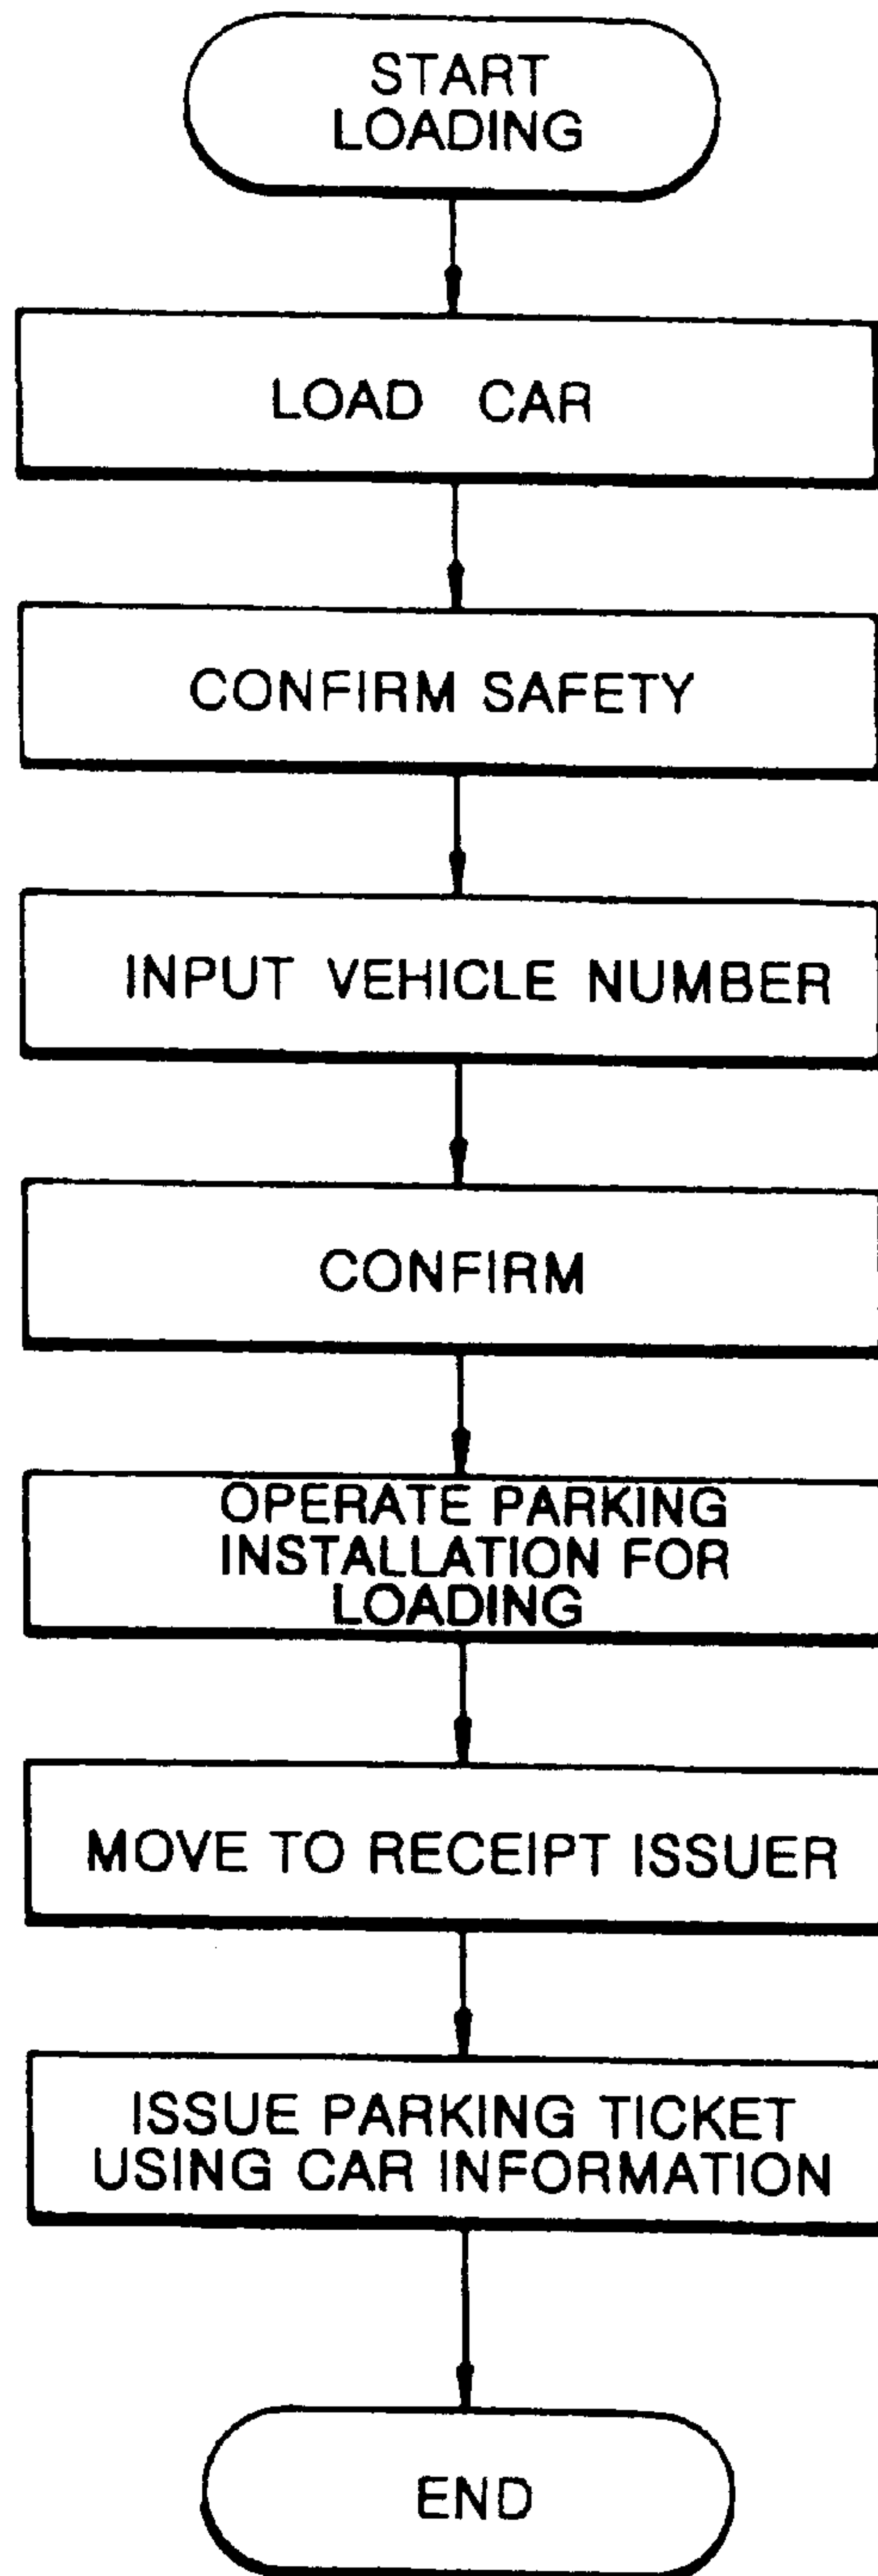 START
LOADING
LOAD CAR
CONFIRM SAFETY
INPUT VEHICLE NUMBER
CONFIRM
OPERATE PARKING
INSTALLATION FOR
LOADING
MOVE TO RECEIPT ISSUER
ISSUE PARKING TICKET
USING CAR INFORMATION
END